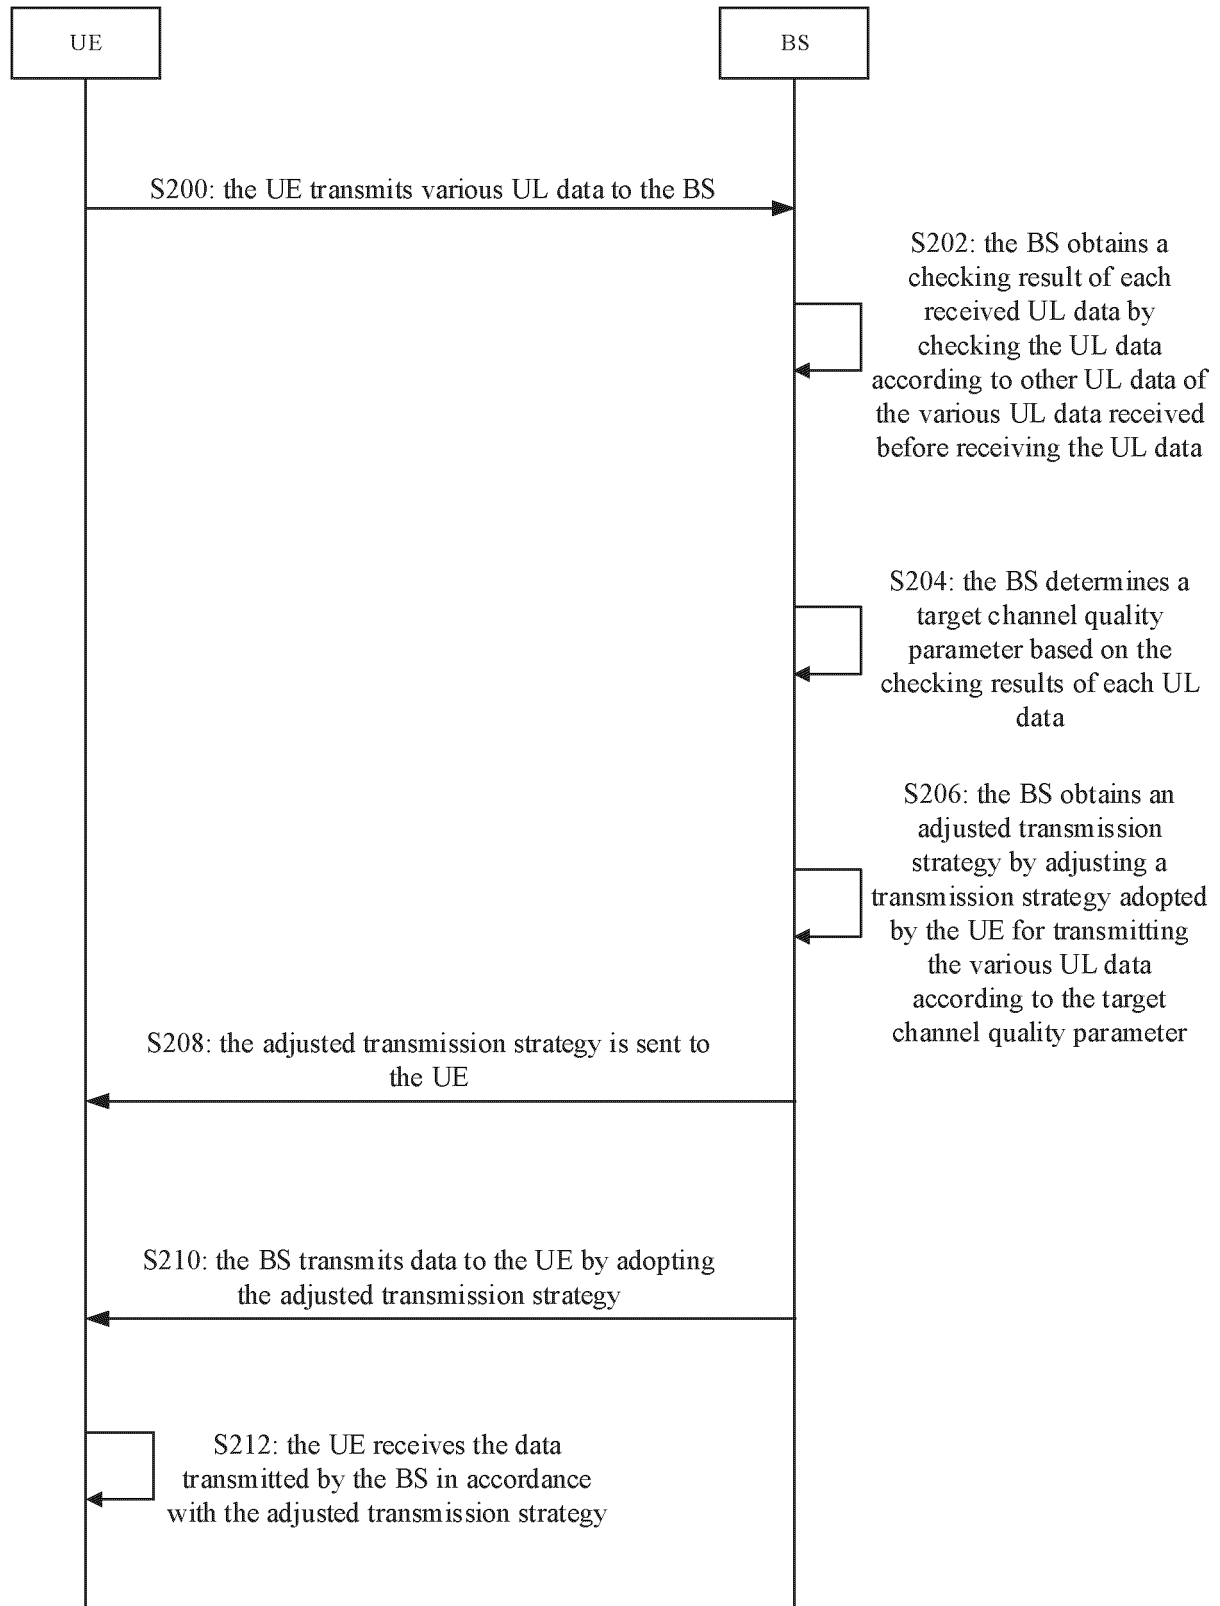 UE
BS
S200: the UE transmits various UL data to the BS
S202: the BS obtains a
checking result of each
received UL data by
checking the UL data
according to other UL data of
the various UL data received
before receiving the UL data
S204: the BS determines a
target channel quality
parameter based on the
checking results of each UL
data
S206: the BS obtains an
adjusted transmission
strategy by adjusting a
transmission strategy adopted
by the UE for transmitting
the various UL data
according to the target
channel quality parameter
S208: the adjusted transmission strategy is sent to
the UE
S210: the BS transmits data to the UE by adopting
the adjusted transmission strategy
S212: the UE receives the data
transmitted by the BS in accordance
with the adjusted transmission strategy